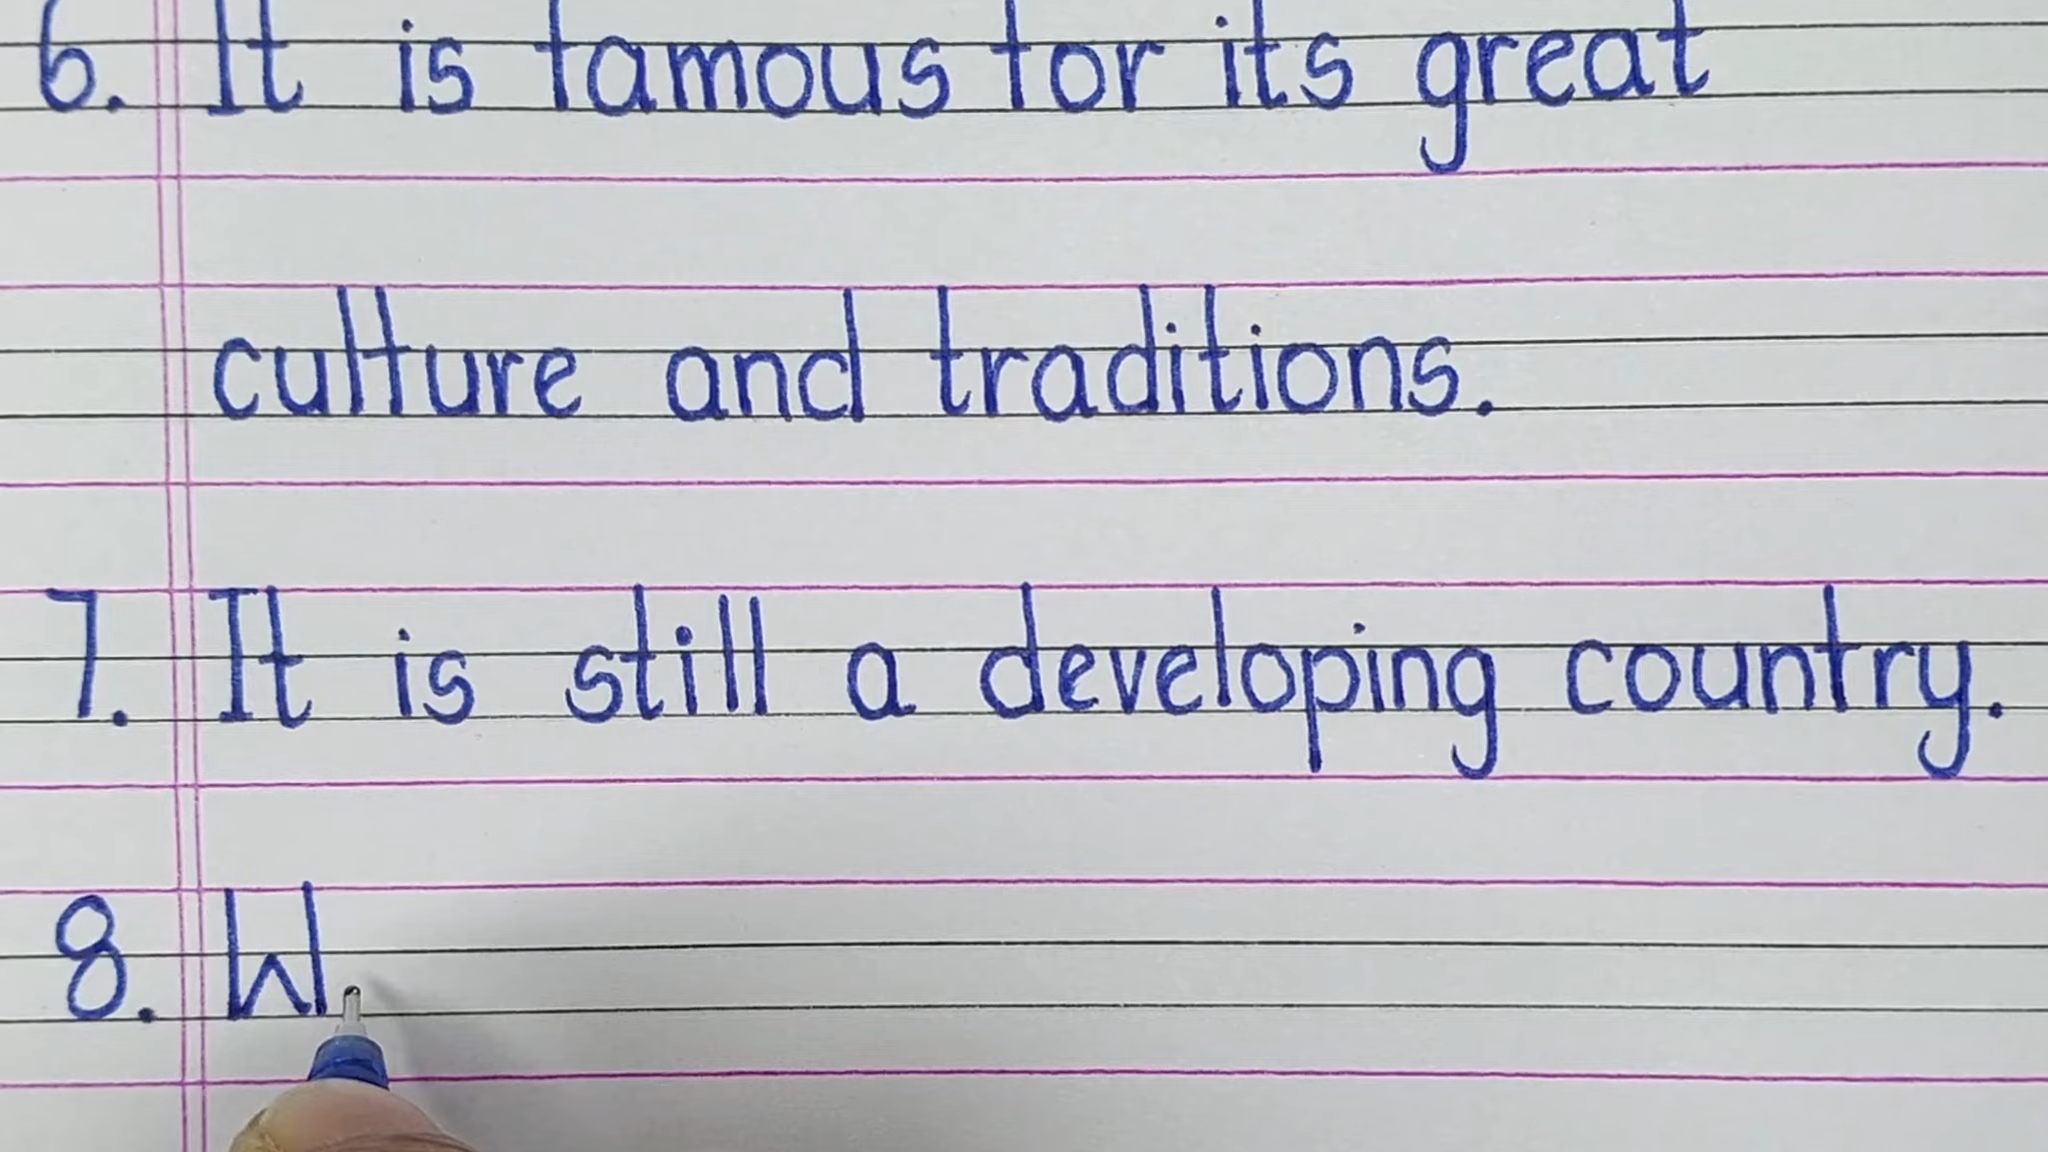 6. It is famous for its great
culture and traditions.
7. It is still a developing country.
8. W